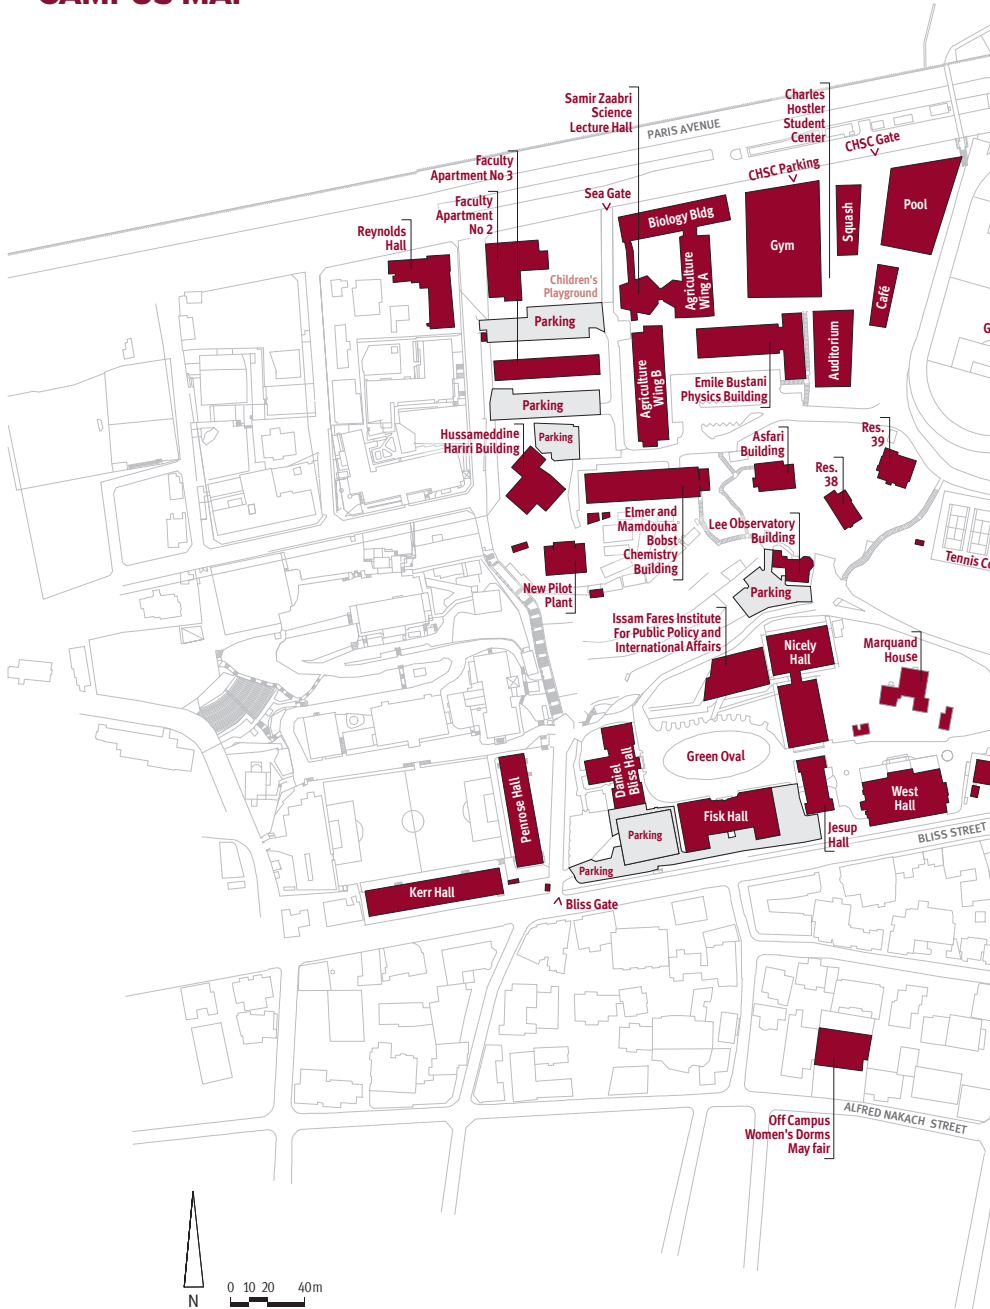 CAMPUS MAP
Samir Zaabri
Science
Lecture Hall
PARIS AVENUE
Charles
Hostler
Student
Center
CHSC Gate
CHSC Parking
Faculty
Apartment No 3
Faculty
Apartment
No 2
Sea Gate
Reynolds
Hall
Biology Bldg
Gym
Squash
Pool
Agriculture
Wing A
Café
Children's
Playground
Parking
Auditorium
Agriculture
Wing B
Emile Bustani
Physics Building
Parking
Hussameddine
Hariri Building
Parking
Asfari
Building
Res.
39
Res.
38
Elmer and
Mamdouha
Bobst
Chemistry
Building
Lee Observatory
Building
Tennis C
New Pilot
Plant
Parking
Issam Fares Institute
For Public Policy and
International Affairs
Nicely
Hall
Marquand
House
Green Oval
Daniel
Bliss Hall
Penrose Hall
West
Hall
Fisk Hall
Jesup
Hall
BLISS STREET
Parking
Parking
Kerr Hall
Bliss Gate
ALFRED NAKACH STREET
Off Campus
Women's Dorms
May fair
N
0 10 20 40m